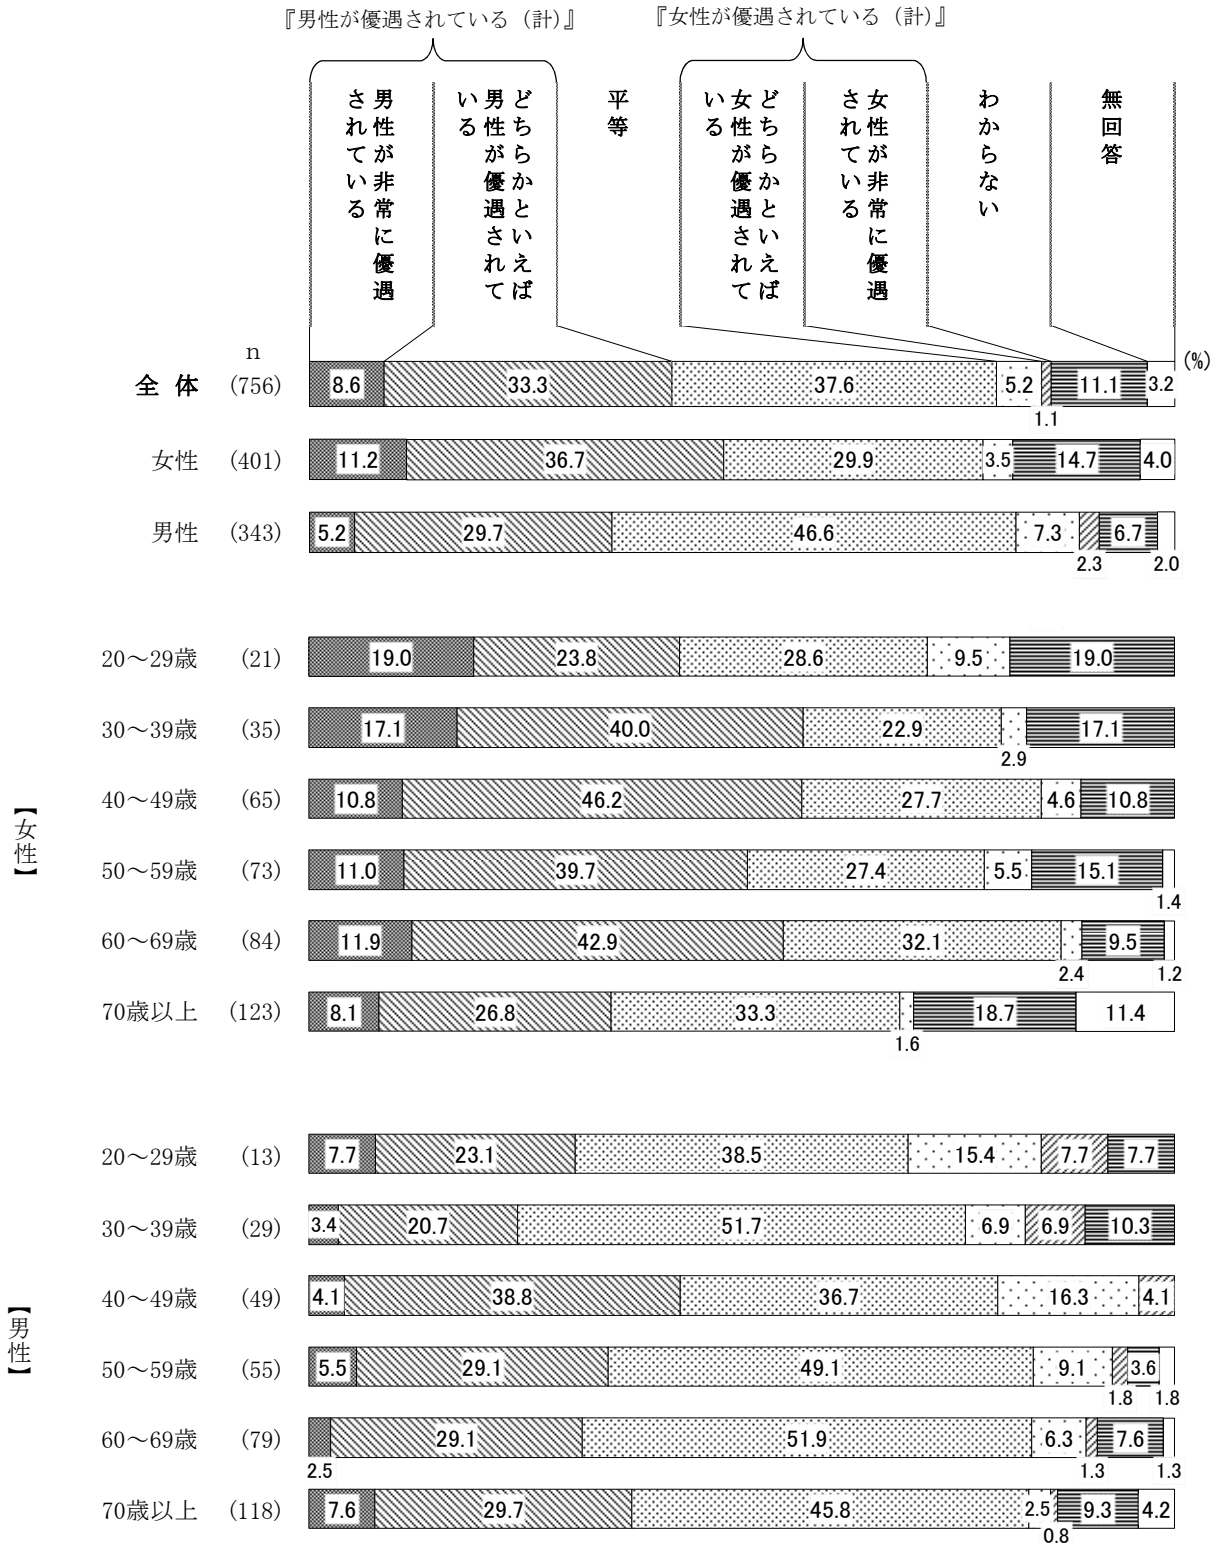 『男性が優遇されている（計）』
『女性が優遇されている（計）』
男性が非常に優遇
されている
どちらかといえば
男性が優遇されて
いる
平等
どちらかといえば
女性が優遇されて
いる
女性が非常に優遇
されている
わからない
無回答
n
(%)
全 体 (756) 8.6 33.3 37.6 5.2 1.1 11.1 3.2
女性 (401) 11.2 36.7 29.9 3.5 14.7 4.0
男性 (343) 5.2 29.7 46.6 7.3 2.3 6.7 2.0
【女性】
20～29歳 (21) 19.0 23.8 28.6 9.5 19.0
30～39歳 (35) 17.1 40.0 22.9 2.9 17.1
40～49歳 (65) 10.8 46.2 27.7 4.6 10.8
50～59歳 (73) 11.0 39.7 27.4 5.5 15.1 1.4
60～69歳 (84) 11.9 42.9 32.1 2.4 9.5 1.2
70歳以上 (123) 8.1 26.8 33.3 1.6 18.7 11.4
【男性】
20～29歳 (13) 7.7 23.1 38.5 15.4 7.7 7.7
30～39歳 (29) 3.4 20.7 51.7 6.9 6.9 10.3
40～49歳 (49) 4.1 38.8 36.7 16.3 4.1
50～59歳 (55) 5.5 29.1 49.1 9.1 1.8 3.6 1.8
60～69歳 (79) 2.5 29.1 51.9 6.3 1.3 7.6 1.3
70歳以上 (118) 7.6 29.7 45.8 2.5 0.8 9.3 4.2